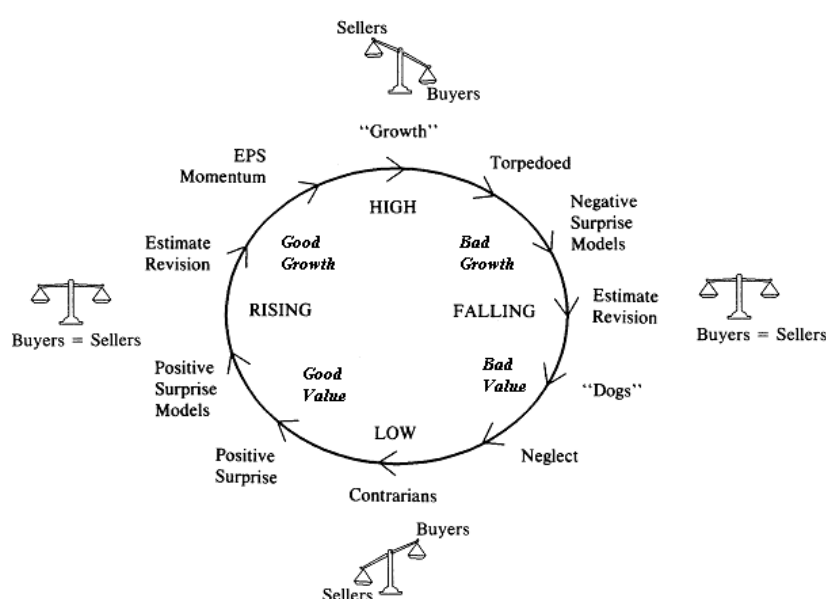 Sellers
Buyers
"Growth"
EPS
Momentum
Torpedoed
HIGH
Negative
Surprise
Models
Estimate
Revision
Good
Growth
Bad
Growth
RISING
FALLING
Estimate
Revision
Buyers = Sellers
Buyers = Sellers
Positive
Surprise
Models
Good
Value
Bad
Value
"Dogs"
LOW
Positive
Surprise
Neglect
Contrarians
Buyers
Sellers